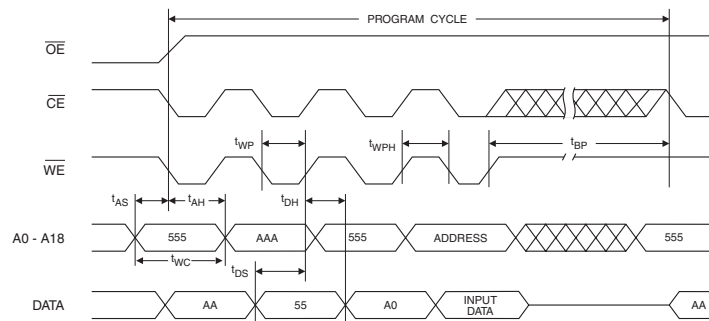 PROGRAM CYCLE
OE
CE
tWP
tWPH
tBP
WE
tAS
tAH
tDH
A0 - A18
555
AAA
555
ADDRESS
555
tWC
tDS
DATA
AA
55
A0
INPUT
DATA
AA